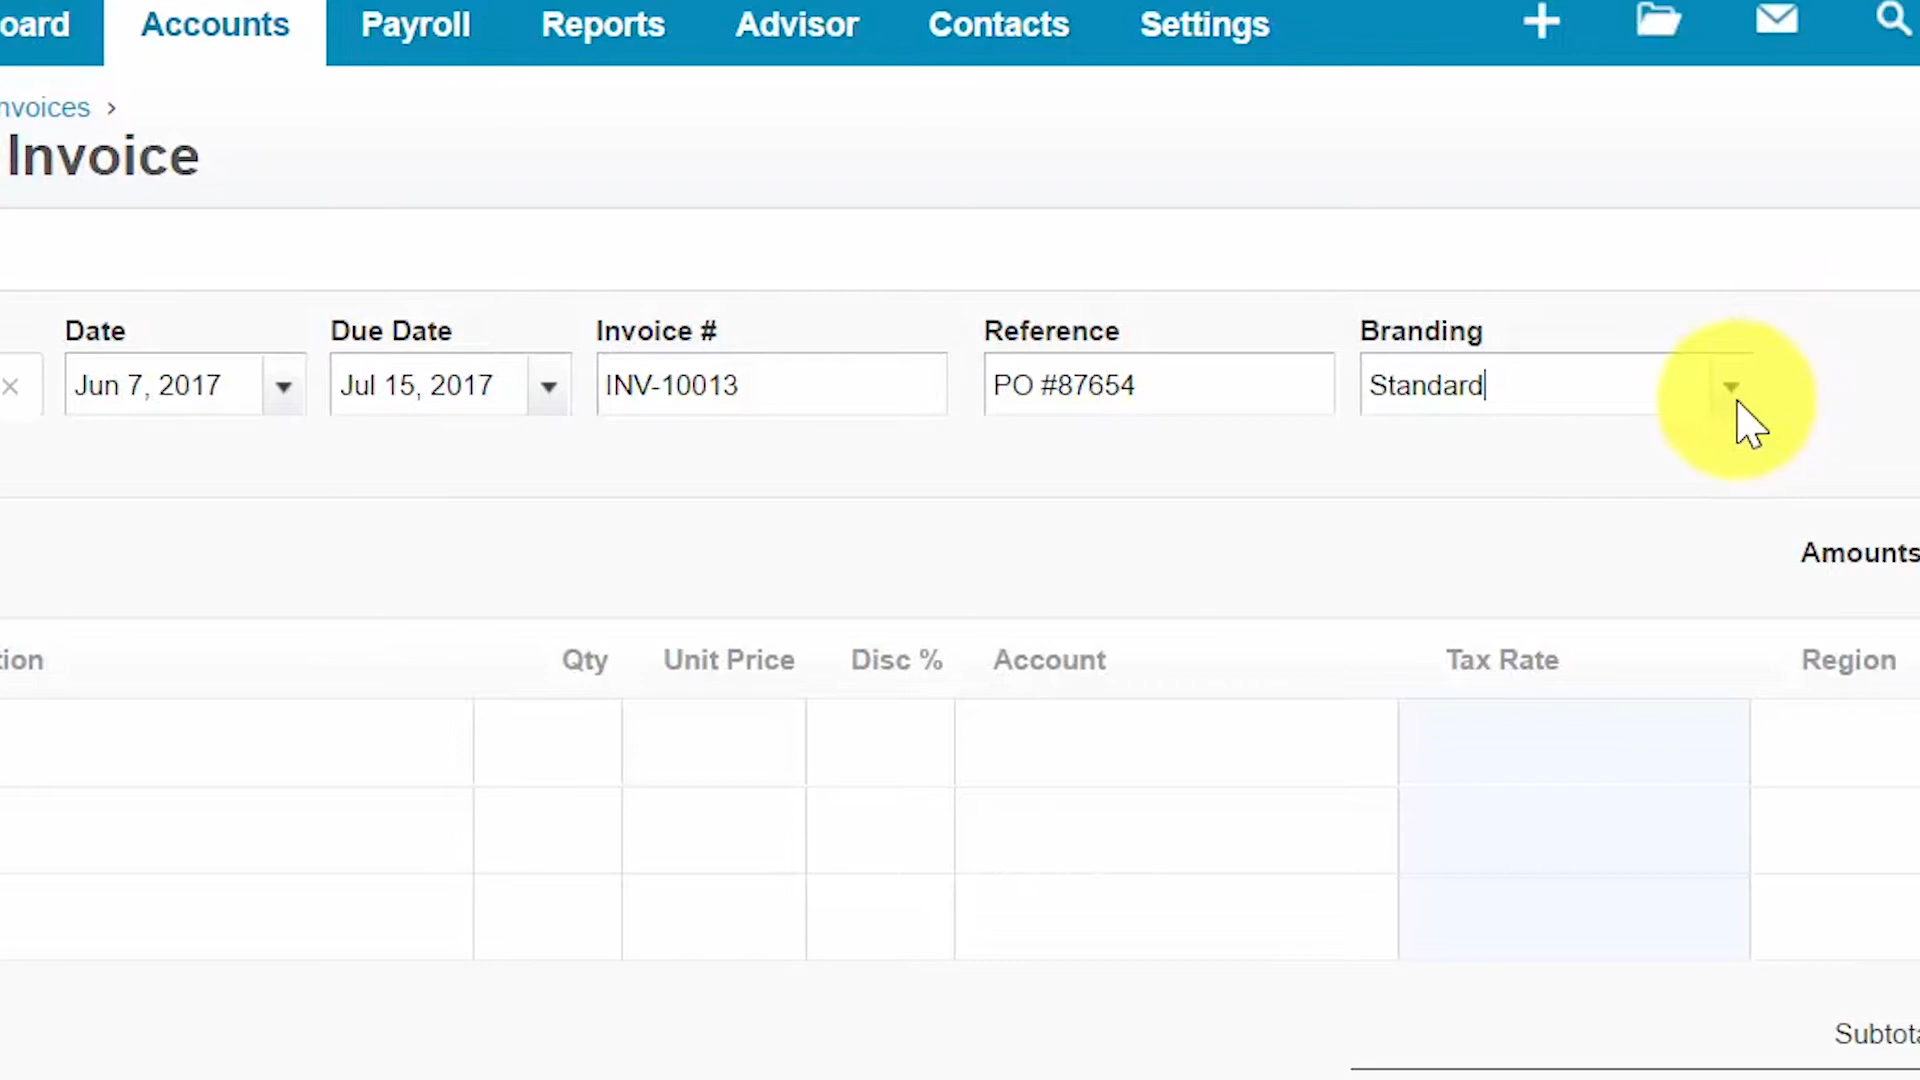 oard Accounts Payroll Reports Advisor Contacts Settings
nvoices ›
Invoice
Date Due Date Invoice # Reference Branding
Jun 7, 2017 Jul 15, 2017 INV-10013 PO #87654 Standard
Amounts
tion Qty Unit Price Disc % Account Tax Rate Region
Subtota